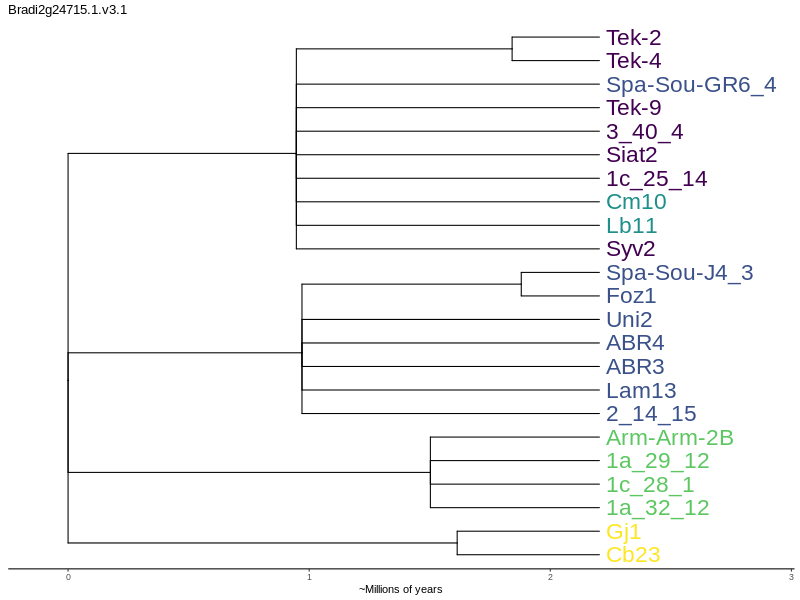 Bradi2g24715.1.v3.1
Tek-2
Tek-4
Spa-Sou-GR6_4
Tek-9
3_40_4
Siat2
1c_25_14
Cm10
Lb11
Syv2
Spa-Sou-J4_3
Foz1
Uni2
ABR4
ABR3
Lam13
2_14_15
Arm-Arm-2B
1a_29_12
1c_28_1
1a_32_12
Gj1
Cb23
0 1 2 3
~Millions of years